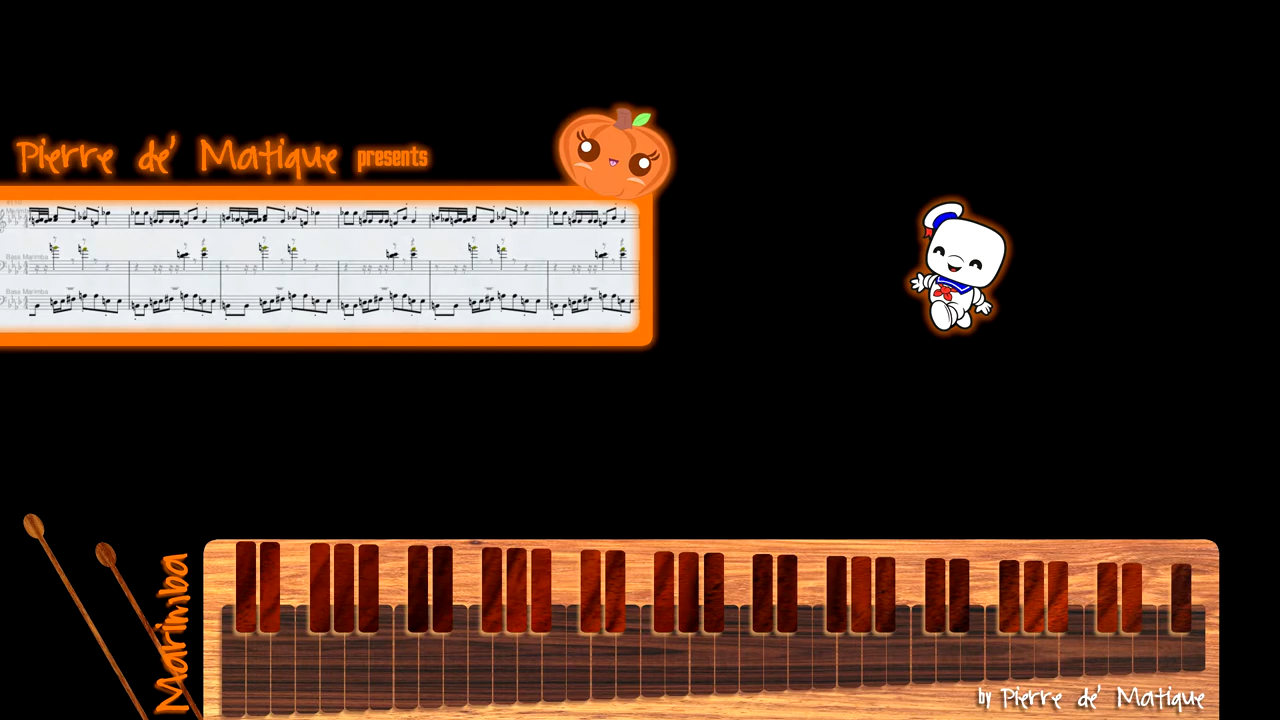 Pierre de' Matique presents
Bass Marimba
Bass Marimba
Marimba
by Pierre de' Matique